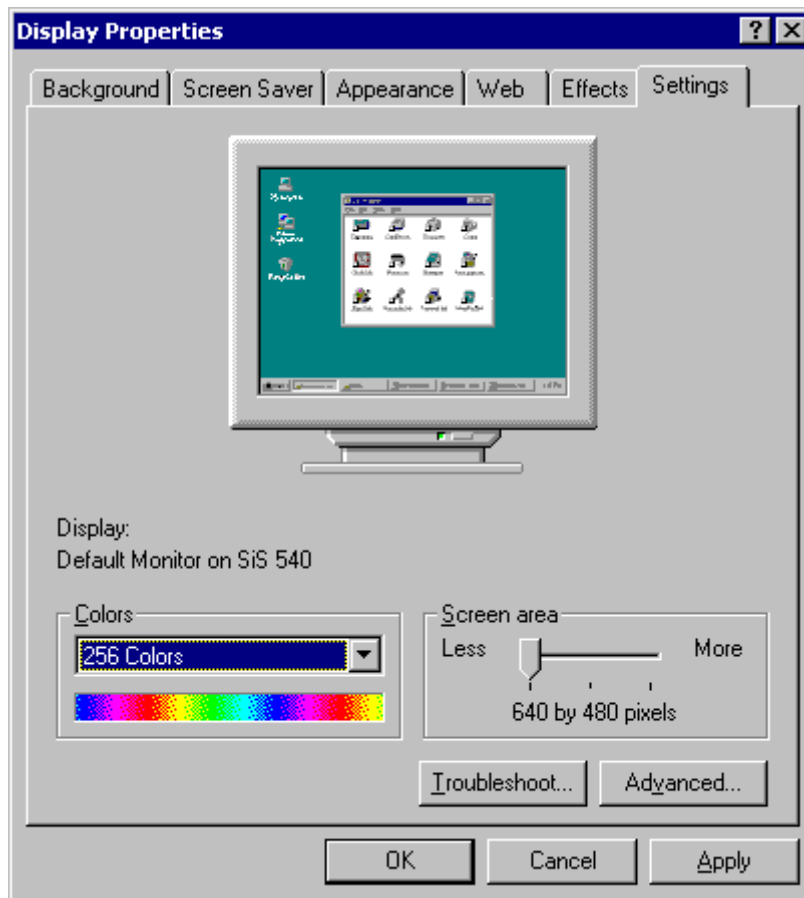 Display Properties
Background Screen Saver Appearance Web Effects Settings
Display:
Default Monitor on SiS 540
Colors
256 Colors
Screen area
Less More
640 by 480 pixels
Troubleshoot... Advanced...
OK Cancel Apply